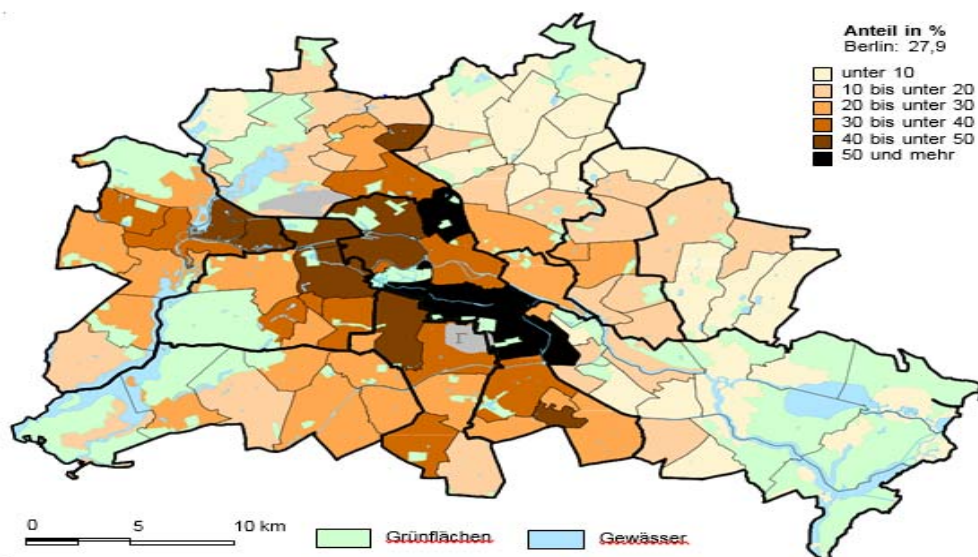 Anteil in %
Berlin: 27,9
unter 10
10 bis unter 20
20 bis unter 30
30 bis unter 40
40 bis unter 50
50 und mehr
0 5 10 km
Grünflächen
Gewässer